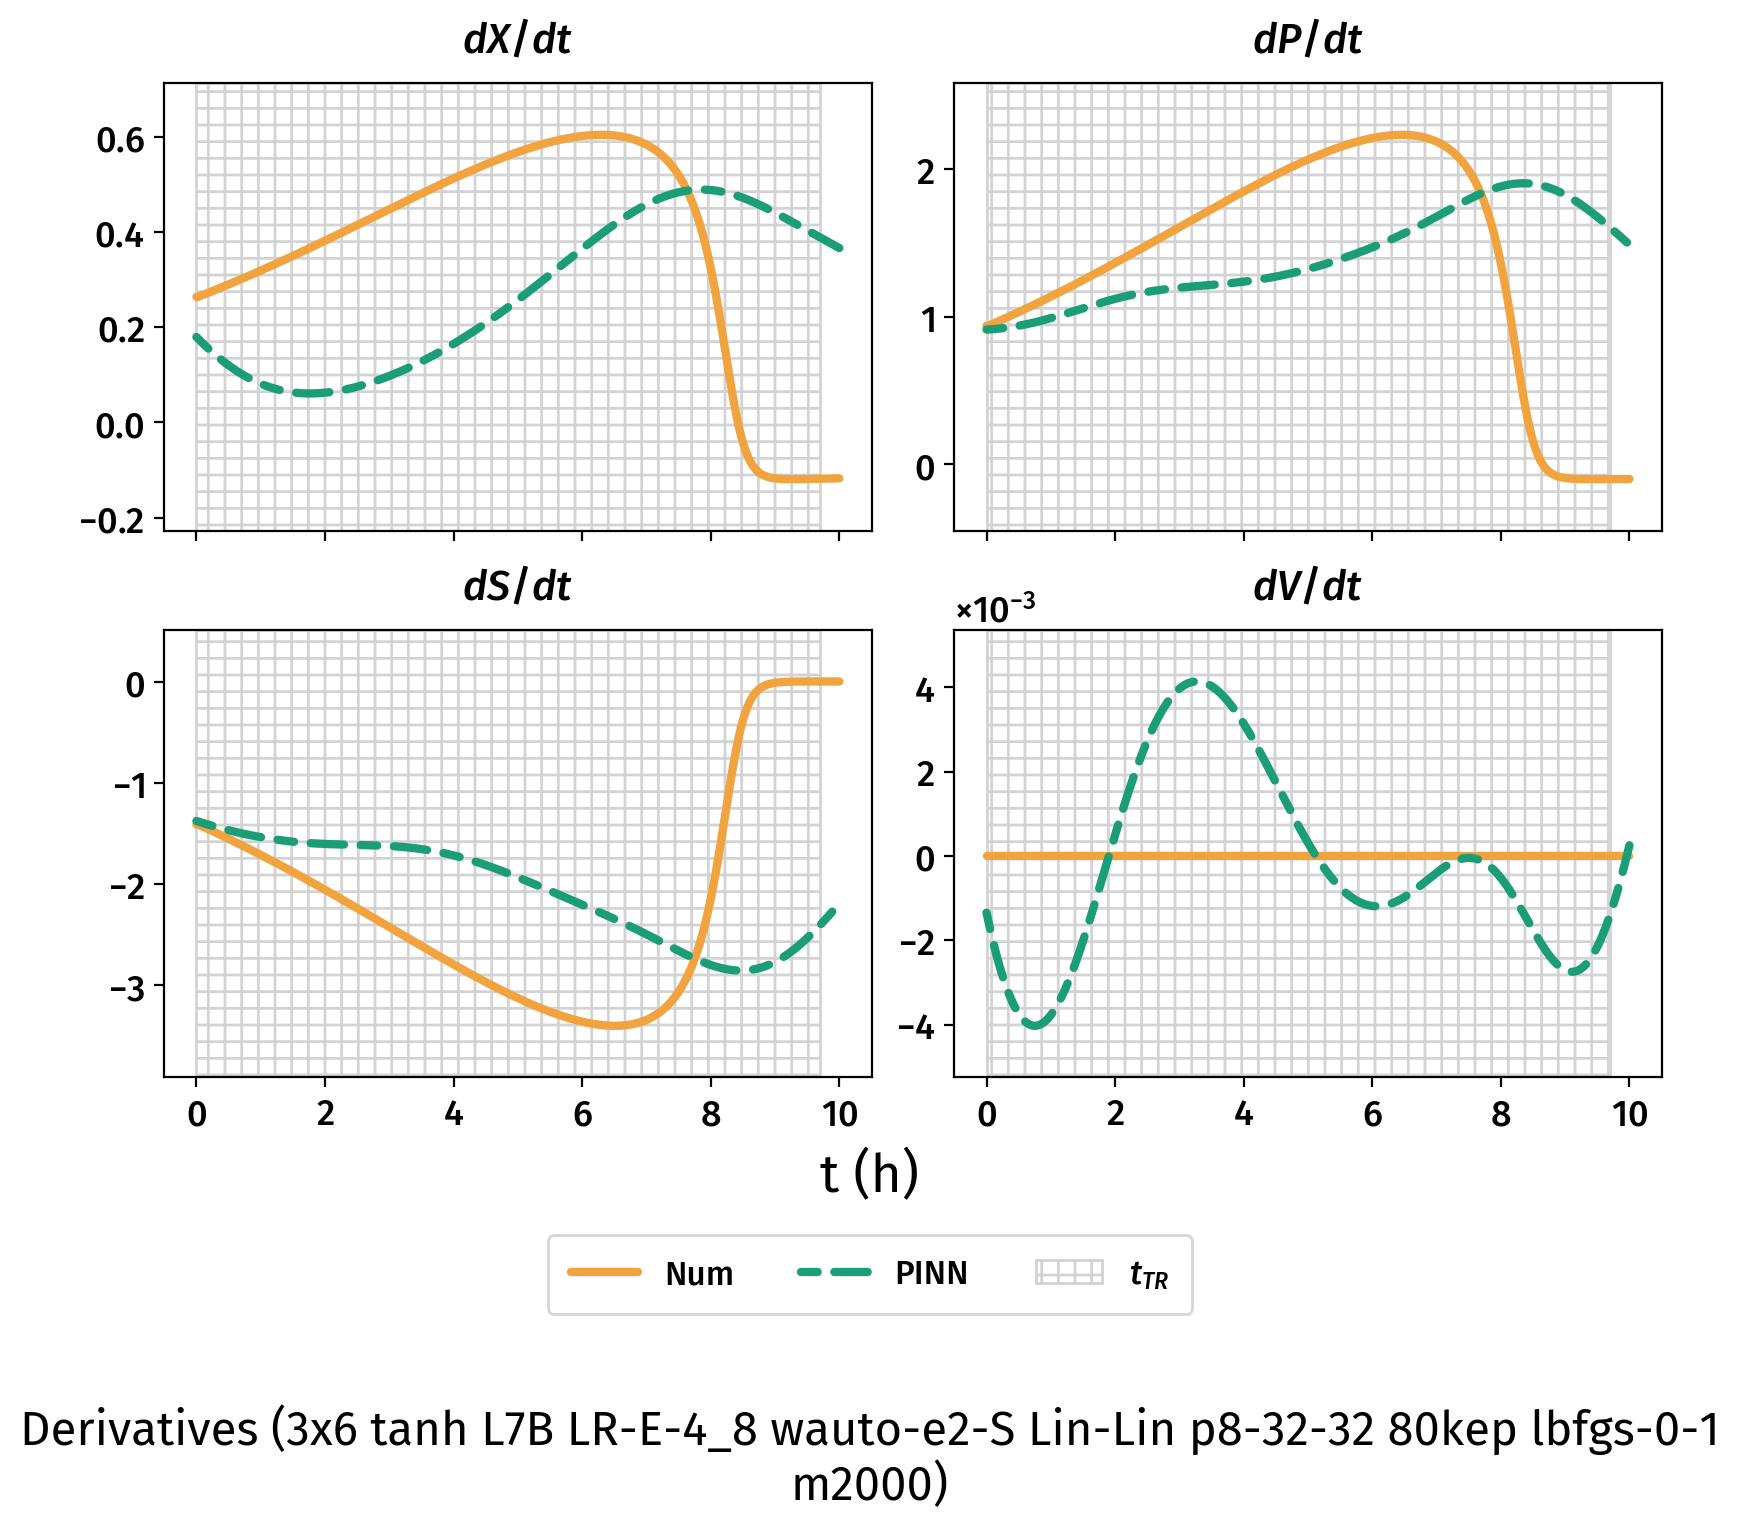 dX/dt
dP/dt
0.6
0.4
0.2
0.0
−0.2
2
1
0
dS/dt
dV/dt
×10⁻³
0
−1
−2
−3
4
2
0
−2
−4
0 2 4 6 8 10
0 2 4 6 8 10
t (h)
Num PINN t_TR
Derivatives (3x6 tanh L7B LR-E-4_8 wauto-e2-S Lin-Lin p8-32-32 80kep lbfgs-0-1
m2000)